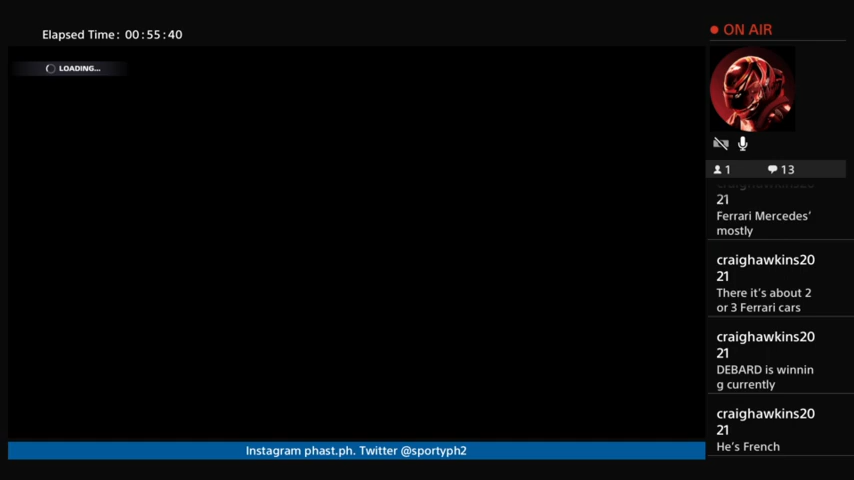 Elapsed Time: 00:55:40
ON AIR
LOADING...
1
13
craighawkins20
21
Ferrari Mercedes'
mostly
craighawkins20
21
There it's about 2
or 3 Ferrari cars
craighawkins20
21
DEBARD is winnin
g currently
craighawkins20
21
He's French
Instagram phast.ph. Twitter @sportyph2